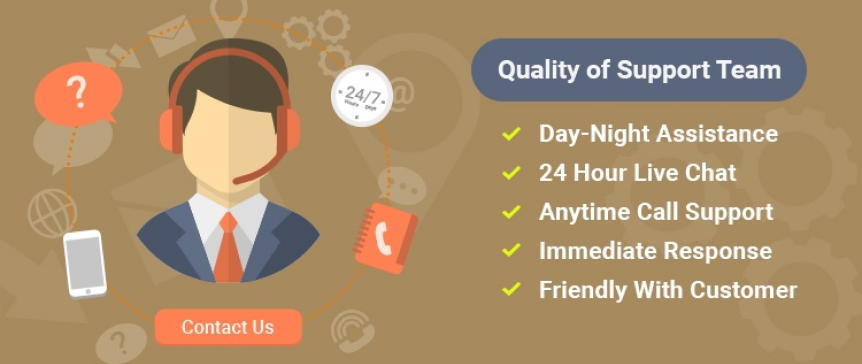 ?
24/7
Hours days
@
?
Contact Us
Quality of Support Team
Day-Night Assistance
24 Hour Live Chat
Anytime Call Support
Immediate Response
Friendly With Customer